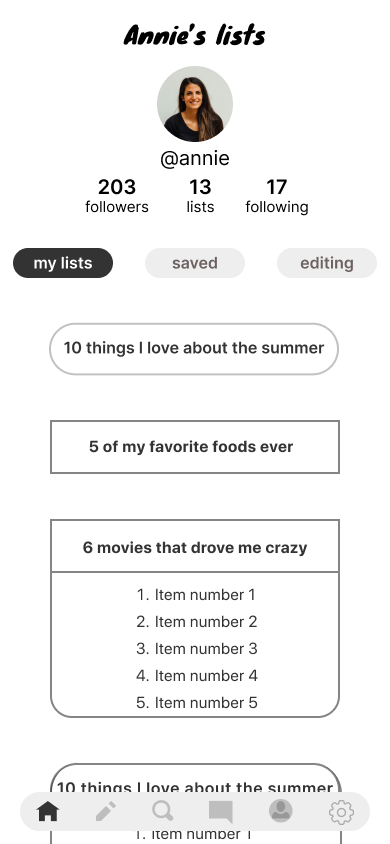 Annie's lists
@annie
203 13 17
followers lists following
my lists saved editing
10 things I love about the summer
5 of my favorite foods ever
6 movies that drove me crazy
1. Item number 1
2. Item number 2
3. Item number 3
4. Item number 4
5. Item number 5
10 things I love about the summer
1. Item number 1